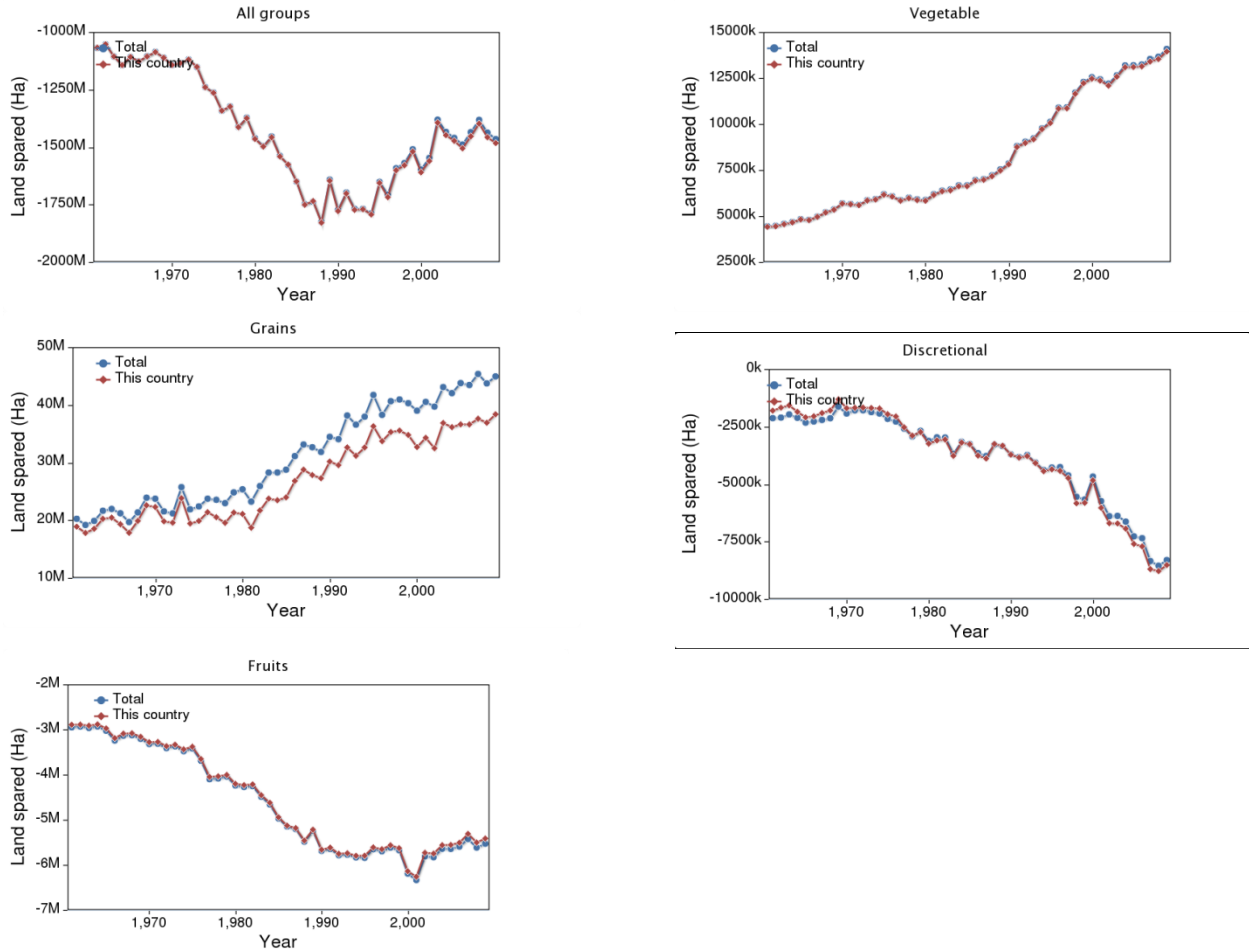 All groups
-1000M
-1250M
-1500M
-1750M
-2000M
Land spared (Ha)
Total
This country
1,970
1,980
1,990
2,000
Year
Vegetable
15000k
12500k
10000k
7500k
5000k
2500k
Land spared (Ha)
Total
This country
1,970
1,980
1,990
2,000
Year
Grains
50M
40M
30M
20M
10M
Land spared (Ha)
Total
This country
1,970
1,980
1,990
2,000
Year
Discretional
0k
-2500k
-5000k
-7500k
-10000k
Land spared (Ha)
Total
This country
1,970
1,980
1,990
2,000
Year
Fruits
-2M
-3M
-4M
-5M
-6M
-7M
Land spared (Ha)
Total
This country
1,970
1,980
1,990
2,000
Year